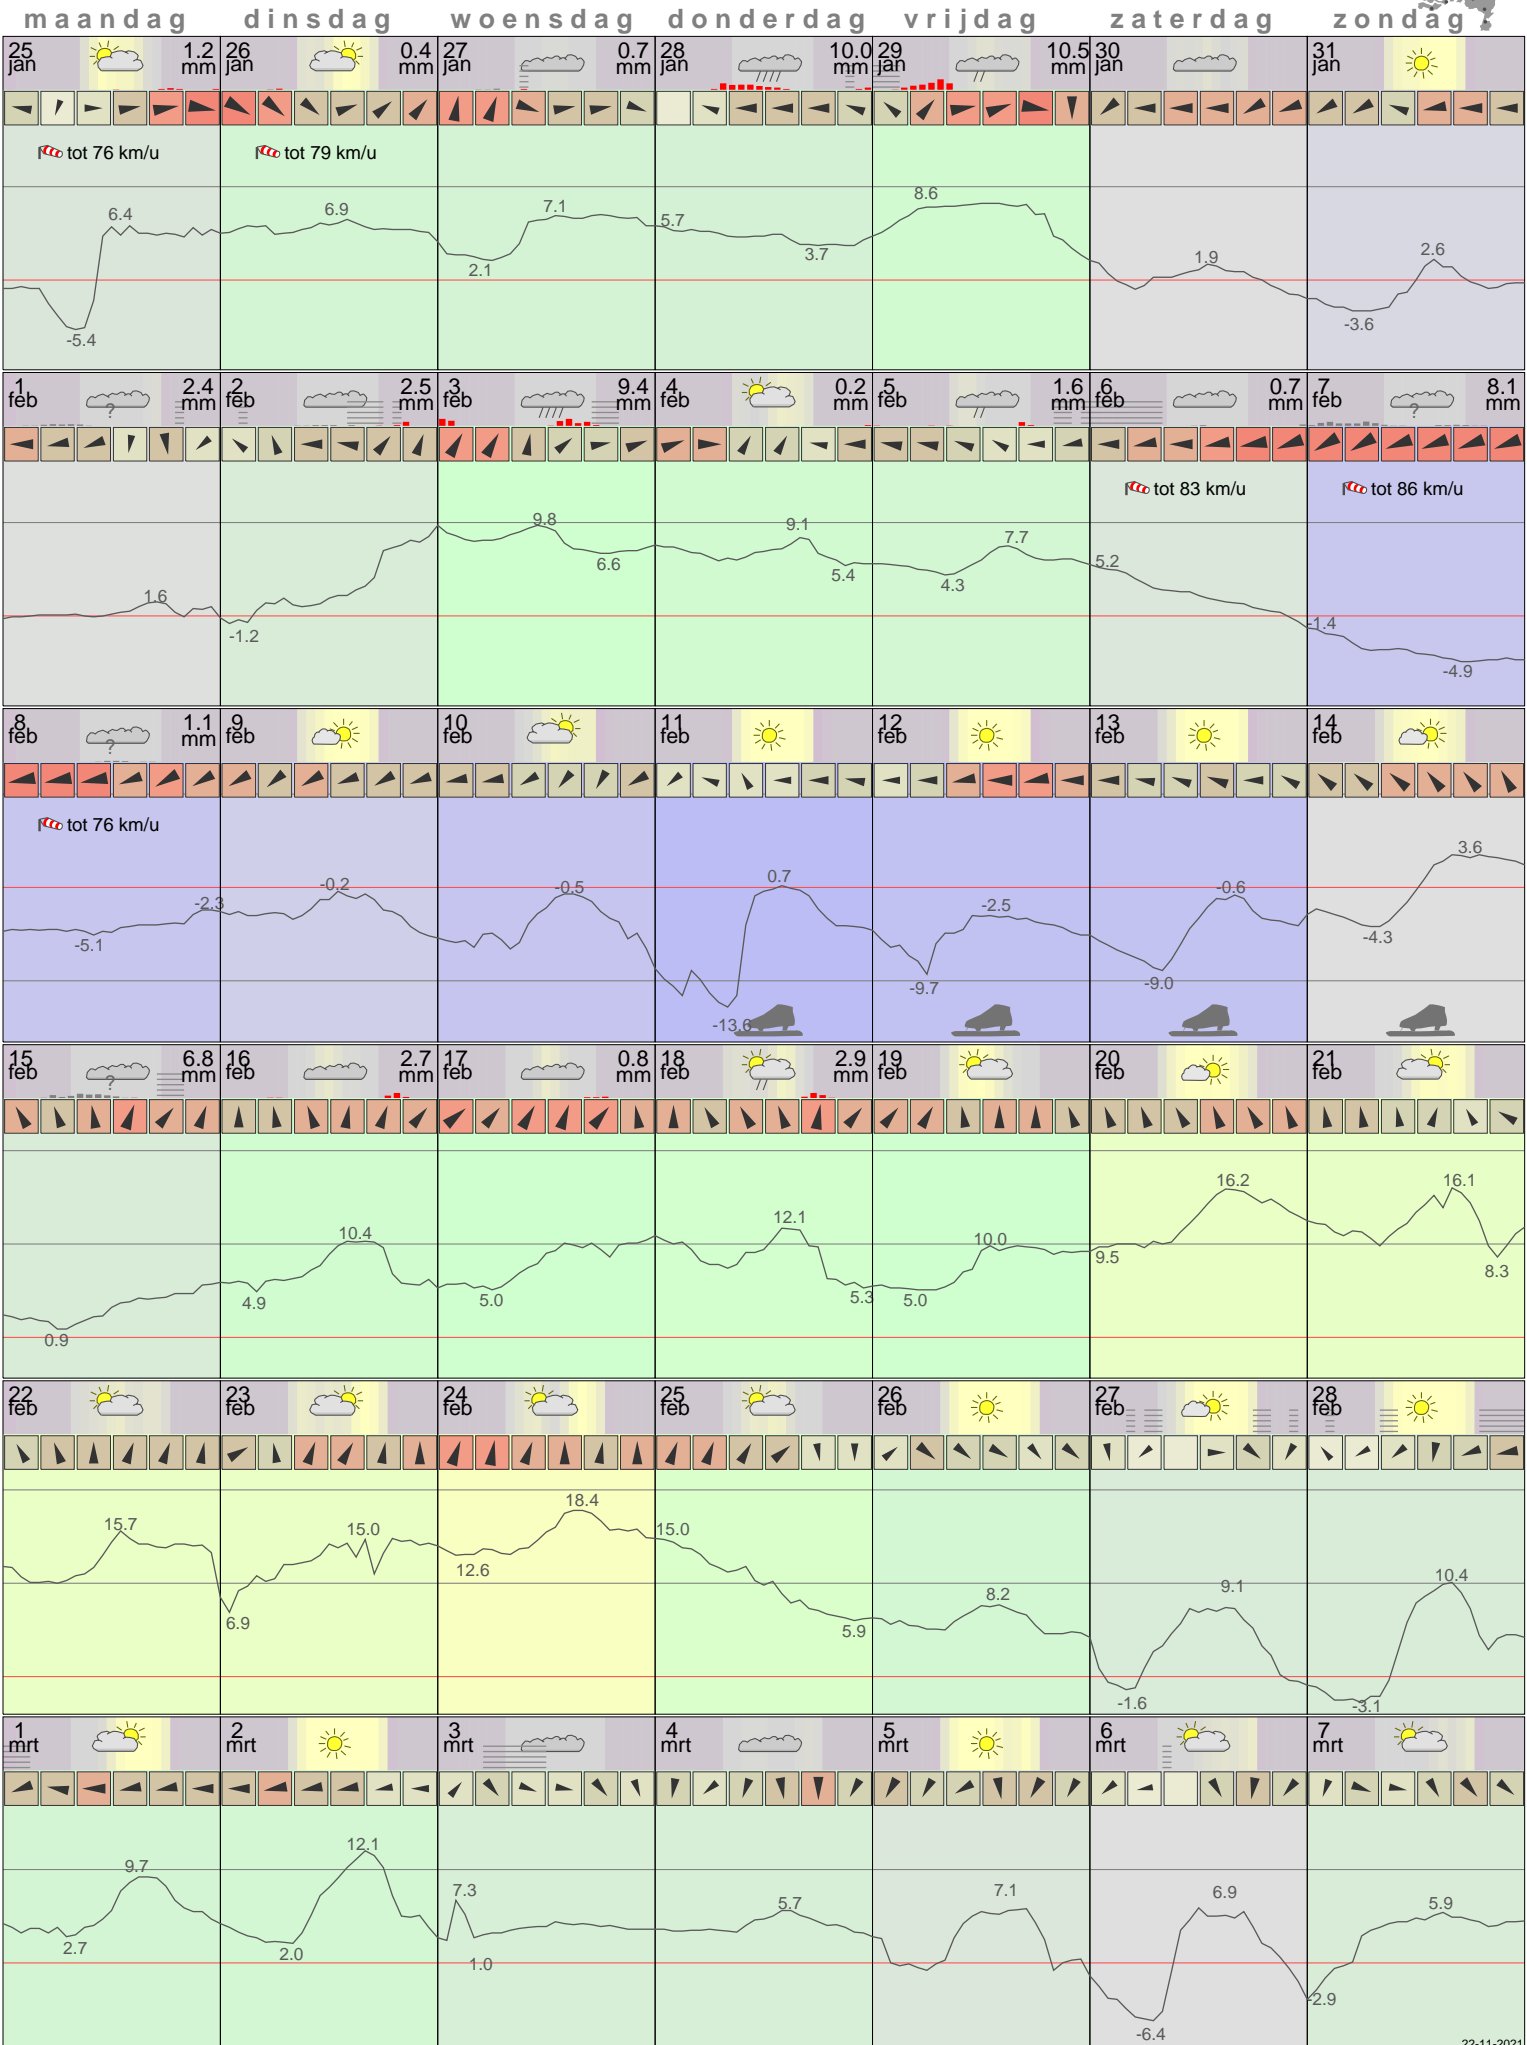 maandag dinsdag woensdag donderdag vrijdag zaterdag zondag
25 1.2 26 0.4 27 0.7 28 10.0 29 10.5 30 31
jan mm jan mm jan mm jan mm jan mm jan jan
tot 76 km/u tot 79 km/u
6.4 6.9 7.1 5.7 8.6 1.9 2.6
-5.4 2.1 3.7 -3.6
1 2.4 2 2.5 3 9.4 4 0.2 5 1.6 6 0.7 7 8.1
feb mm feb mm feb mm feb mm feb mm feb mm feb mm
? ?
tot 83 km/u tot 86 km/u
1.6 9.8 9.1 7.7 5.2 -1.4
-1.2 6.6 5.4 4.3 -4.9
8 1.1 9 10 11 12 13 14
feb mm feb feb feb feb feb feb
?
tot 76 km/u
-2.3 -0.2 -0.5 0.7 -2.5 -0.6 3.6
-5.1 -13.6 -9.7 -9.0 -4.3
15 6.8 16 2.7 17 0.8 18 2.9 19 20 21
feb mm feb mm feb mm feb mm feb feb feb
?
10.4 12.1 10.0 16.2 16.1
0.9 4.9 5.0 5.3 5.0 9.5 8.3
22 23 24 25 26 27 28
feb feb feb feb feb feb feb
15.7 15.0 18.4 15.0 8.2 9.1 10.4
6.9 12.6 5.9 -1.6 -3.1
1 2 3 4 5 6 7
mrt mrt mrt mrt mrt mrt mrt
9.7 12.1 7.3 5.7 7.1 6.9 5.9
2.7 2.0 1.0 -6.4 -2.9
22-11-2021